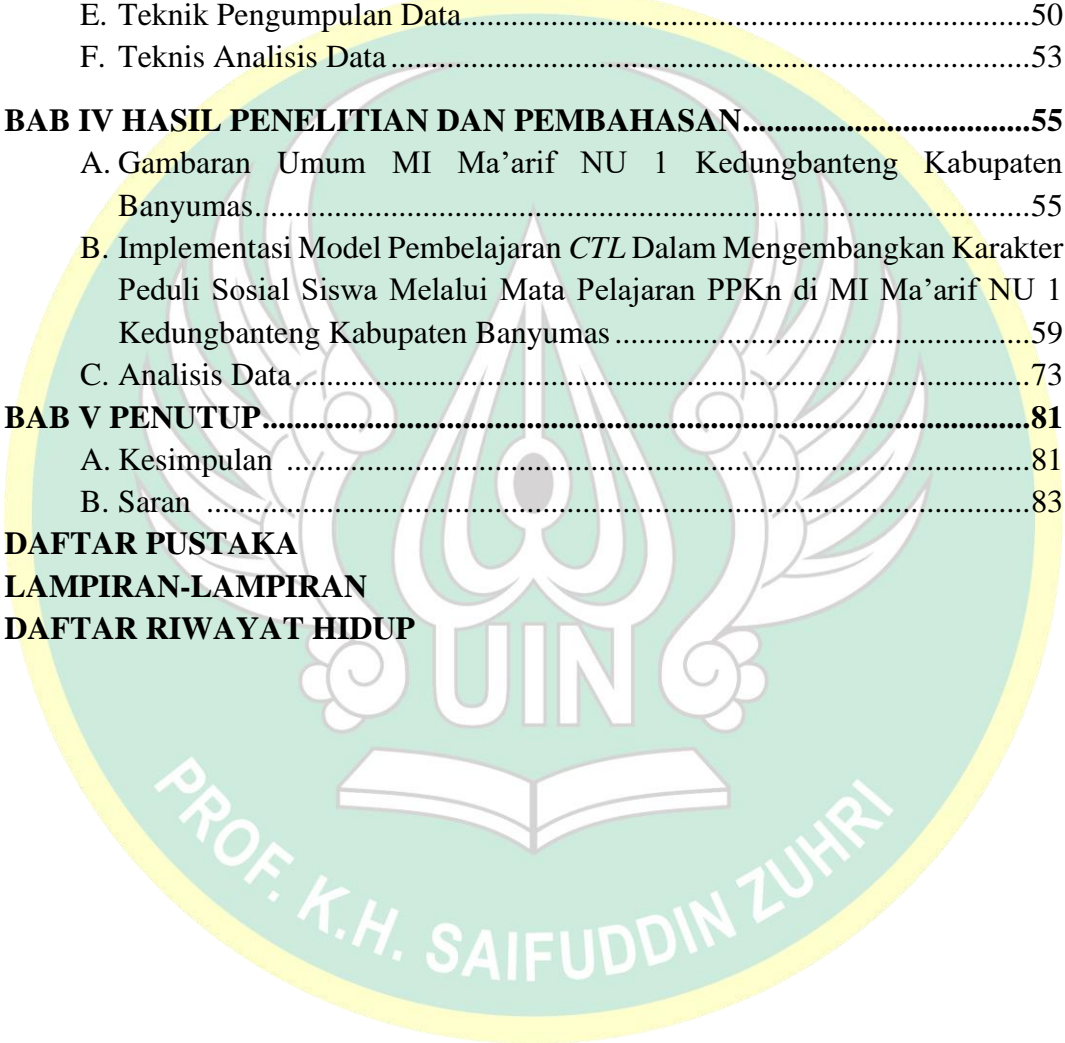 E. Teknik Pengumpulan Data........................................................................50
F. Teknis Analisis Data................................................................................53
BAB IV HASIL PENELITIAN DAN PEMBAHASAN................................55
A. Gambaran Umum MI Ma’arif NU 1 Kedungbanteng Kabupaten
Banyumas..................................................................................................55
B. Implementasi Model Pembelajaran CTL Dalam Mengembangkan Karakter
Peduli Sosial Siswa Melalui Mata Pelajaran PPKn di MI Ma’arif NU 1
Kedungbanteng Kabupaten Banyumas....................................................59
C. Analisis Data.............................................................................................73
BAB V PENUTUP.........................................................................................81
A. Kesimpulan ..............................................................................................81
B. Saran ........................................................................................................83
DAFTAR PUSTAKA
LAMPIRAN-LAMPIRAN
DAFTAR RIWAYAT HIDUP
UIN
PROF. K.H. SAIFUDDIN ZUHRI